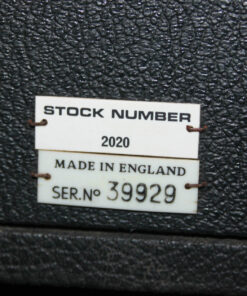 STOCK NUMBER
2020
MADE IN ENGLAND
SER.Nº 39929